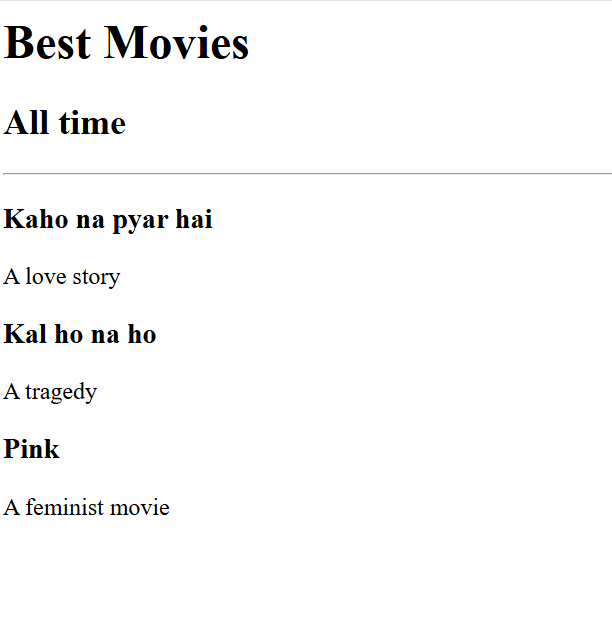 Best Movies
All time
Kaho na pyar hai
A love story
Kal ho na ho
A tragedy
Pink
A feminist movie